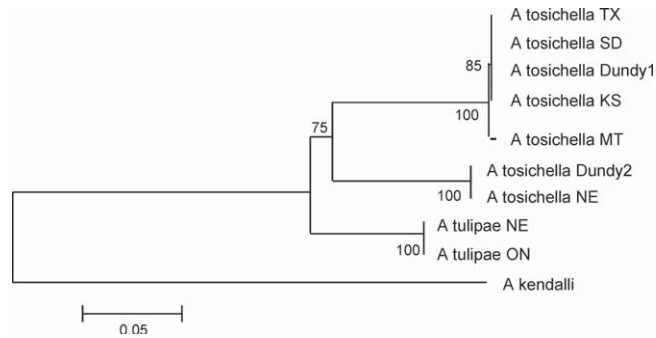 A tosichella TX
A tosichella SD
85
A tosichella Dundy1
A tosichella KS
100
75
A tosichella MT
A tosichella Dundy2
100
A tosichella NE
A tulipae NE
100
A tulipae ON
A kendalli
0.05